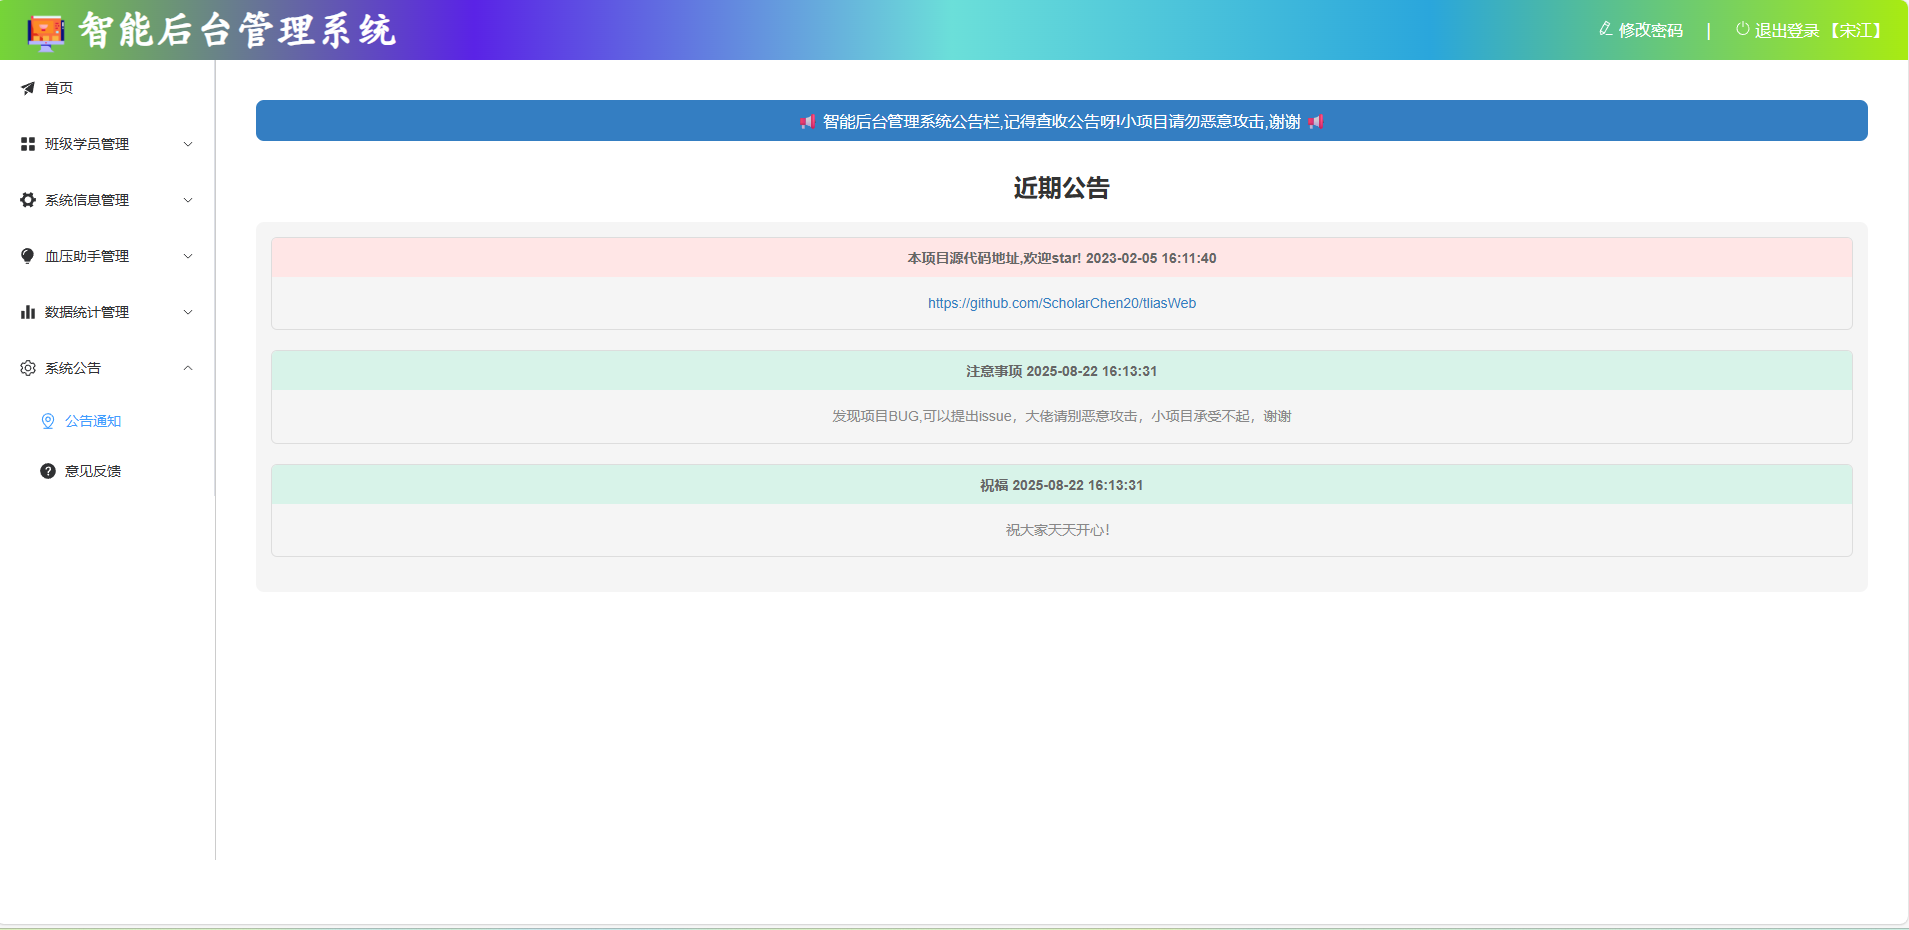 智能后台管理系统
修改密码 | 退出登录 【宋江】
首页
班级学员管理
系统信息管理
血压助手管理
数据统计管理
系统公告
公告通知
意见反馈
智能后台管理系统公告栏,记得查收公告呀!小项目请勿恶意攻击,谢谢
近期公告
本项目源代码地址,欢迎star! 2023-02-05 16:11:40
https://github.com/ScholarChen20/tliasWeb
注意事项 2025-08-22 16:13:31
发现项目BUG,可以提出issue，大佬请别恶意攻击，小项目承受不起，谢谢
祝福 2025-08-22 16:13:31
祝大家天天开心！